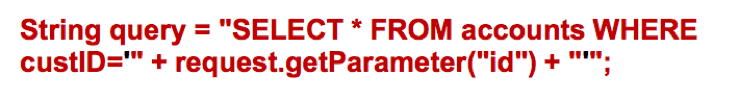 String query = "SELECT * FROM accounts WHERE
custID='" + request.getParameter("id") + "'";